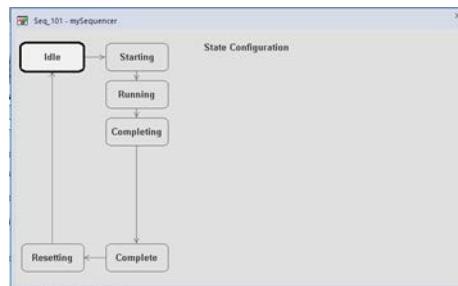 Seq_101 - mySequencer
Idle
Starting
State Configuration
Running
Completing
Resetting
Complete